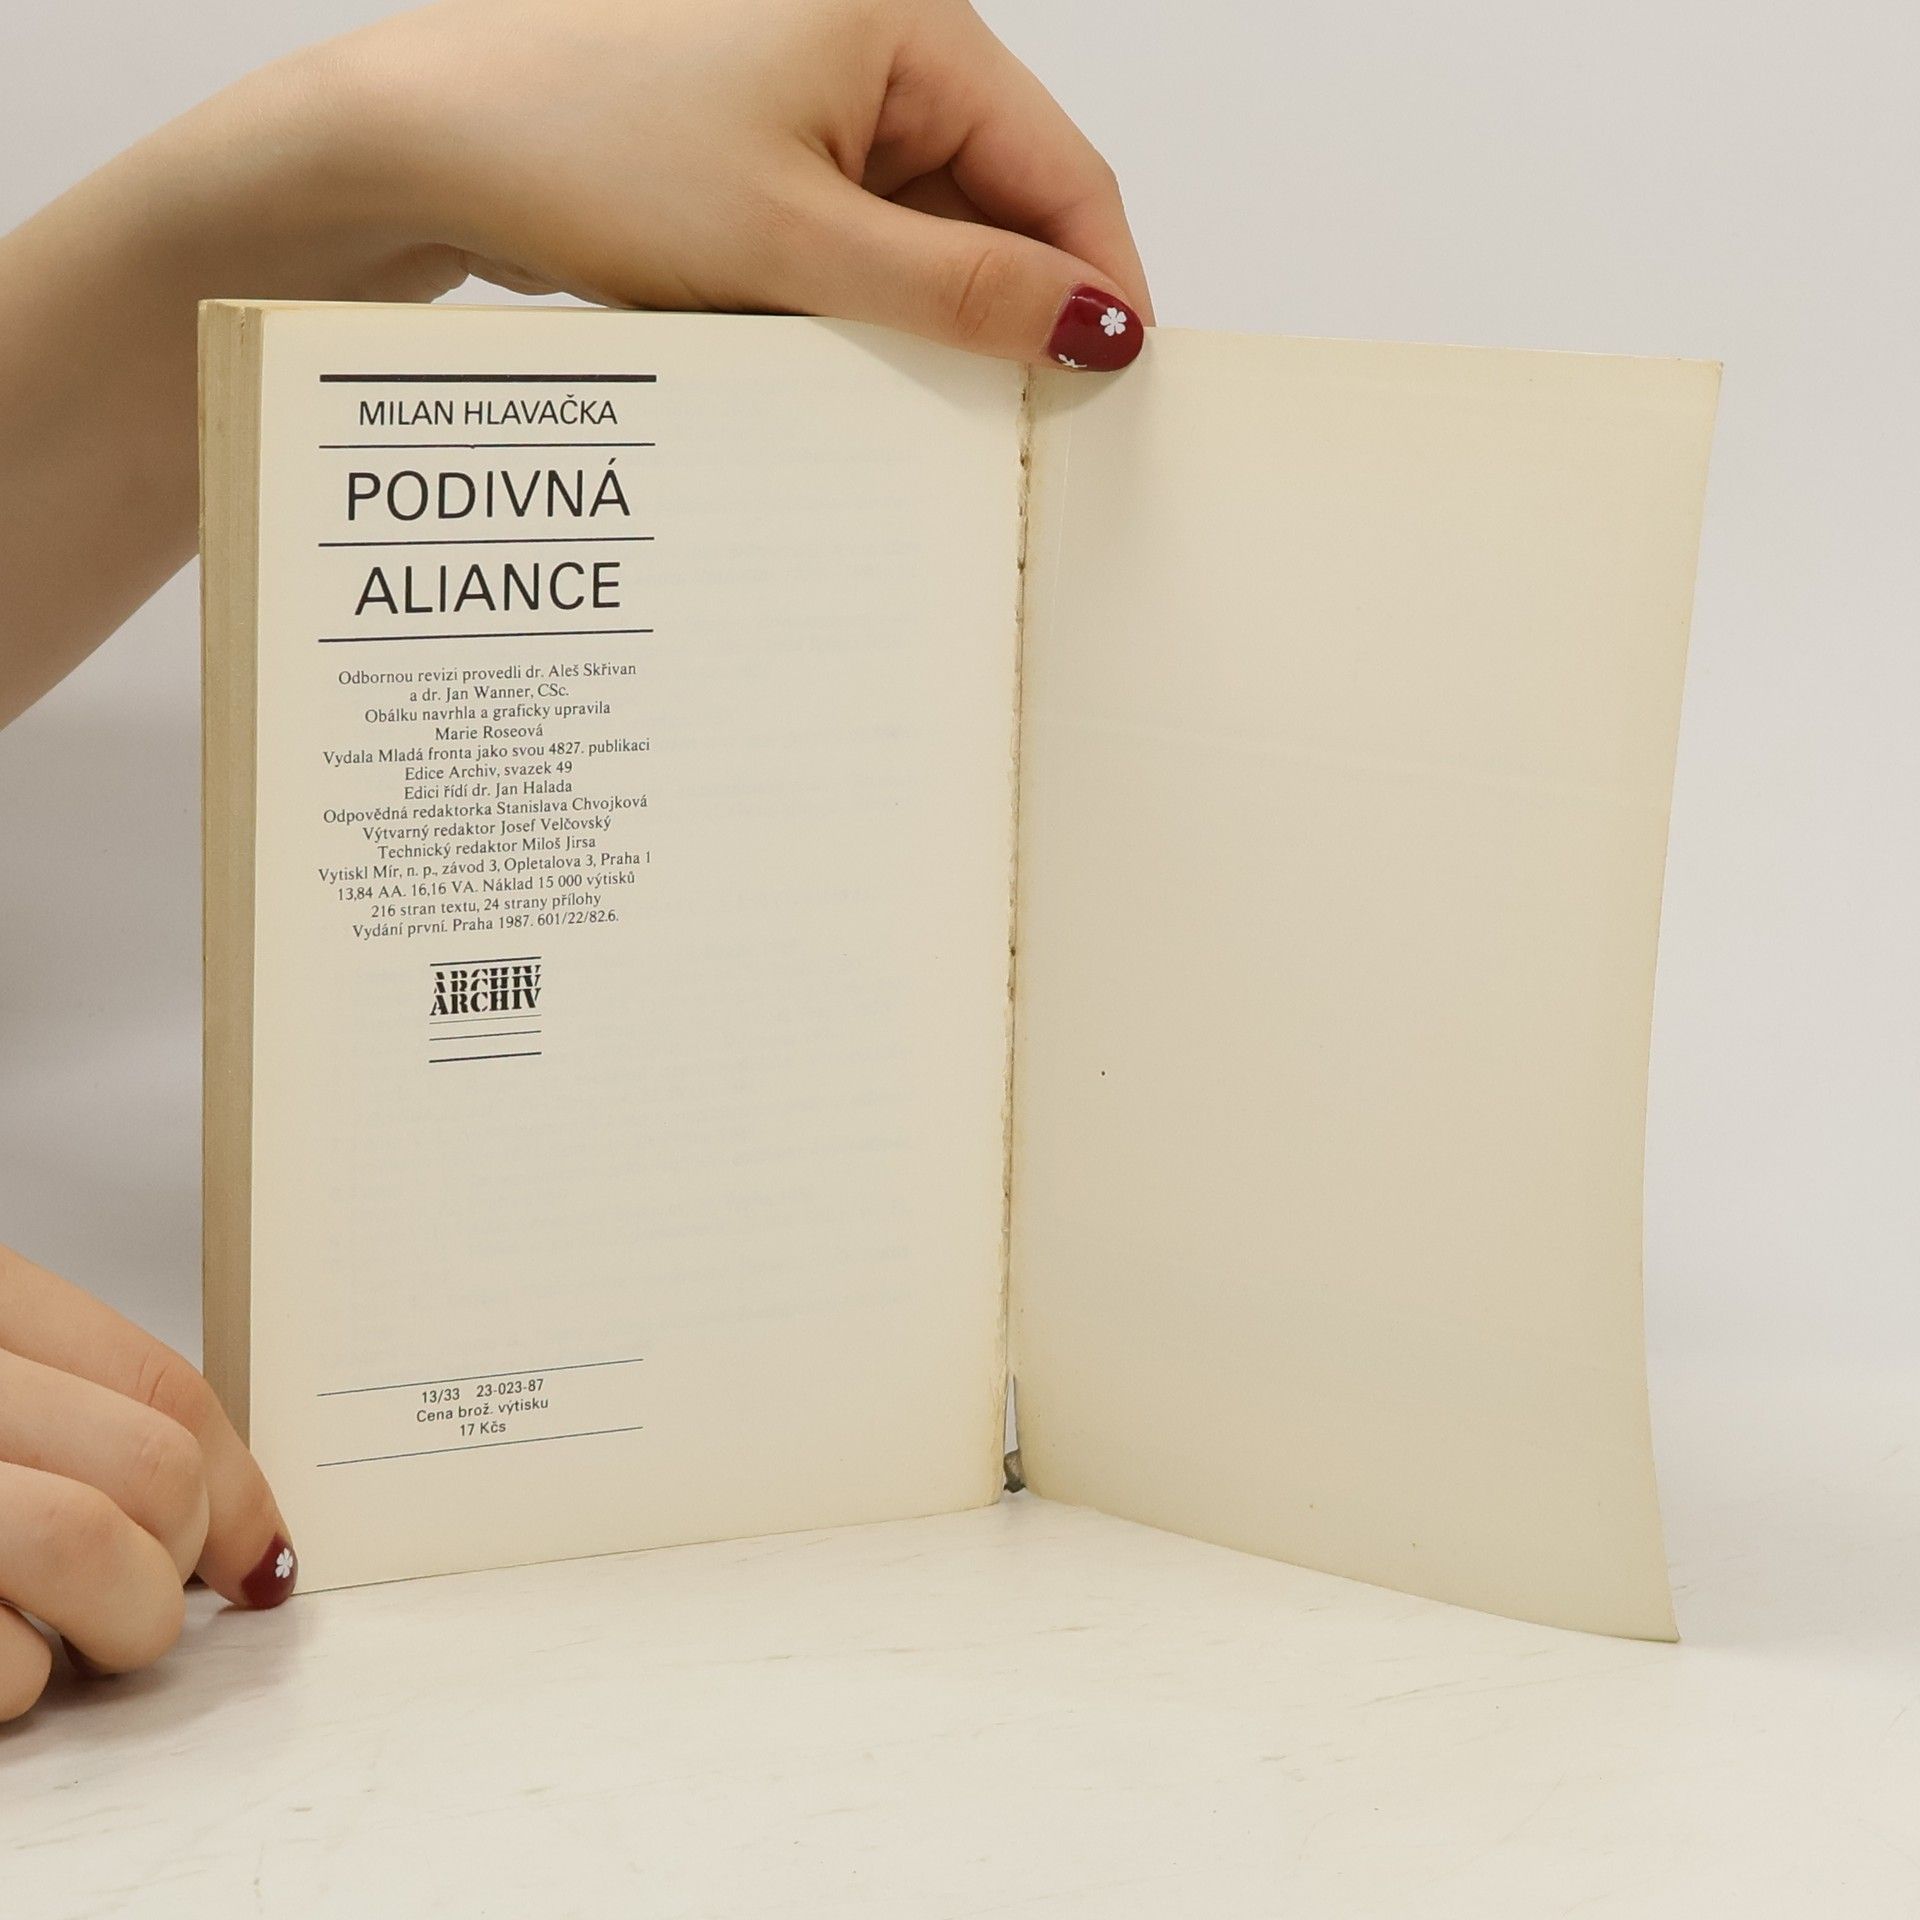 MILAN HLAVAČKA
PODIVNÁ
ALIANCE
Odbornou revizi provedli dr. Aleš Skřivan
a dr. Jan Wanner, CSc.
Obálku navrhla a graficky upravila
Marie Roseová
Vydala Mladá fronta jako svou 4827. publikaci
Edice Archiv, svazek 49
Edici řídí dr. Jan Halada
Odpovědná redaktorka Stanislava Chvojková
Výtvarný redaktor Josef Velčovský
Technický redaktor Miloš Jirsa
Vytiskl Mír, n. p., závod 3, Opletalova 3, Praha 1
13,84 AA. 16,16 VA. Náklad 15 000 výtisků
216 stran textu, 24 strany přílohy
Vydání první. Praha 1987. 601/22/82.6.
ARCHIV
ARCHIV
13/33 23-023-87
Cena brož. výtisku
17 Kčs